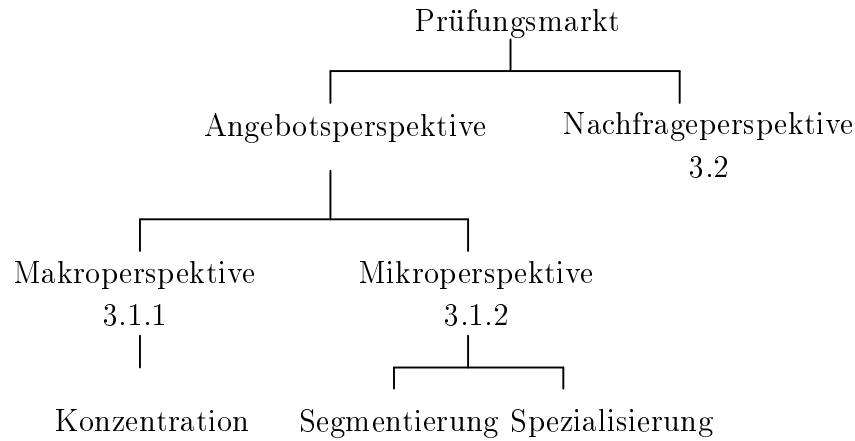 Prüfungsmarkt
Angebotsperspektive Nachfrageperspektive
3.2
Makroperspektive Mikroperspektive
3.1.1 3.1.2
Konzentration Segmentierung Spezialisierung